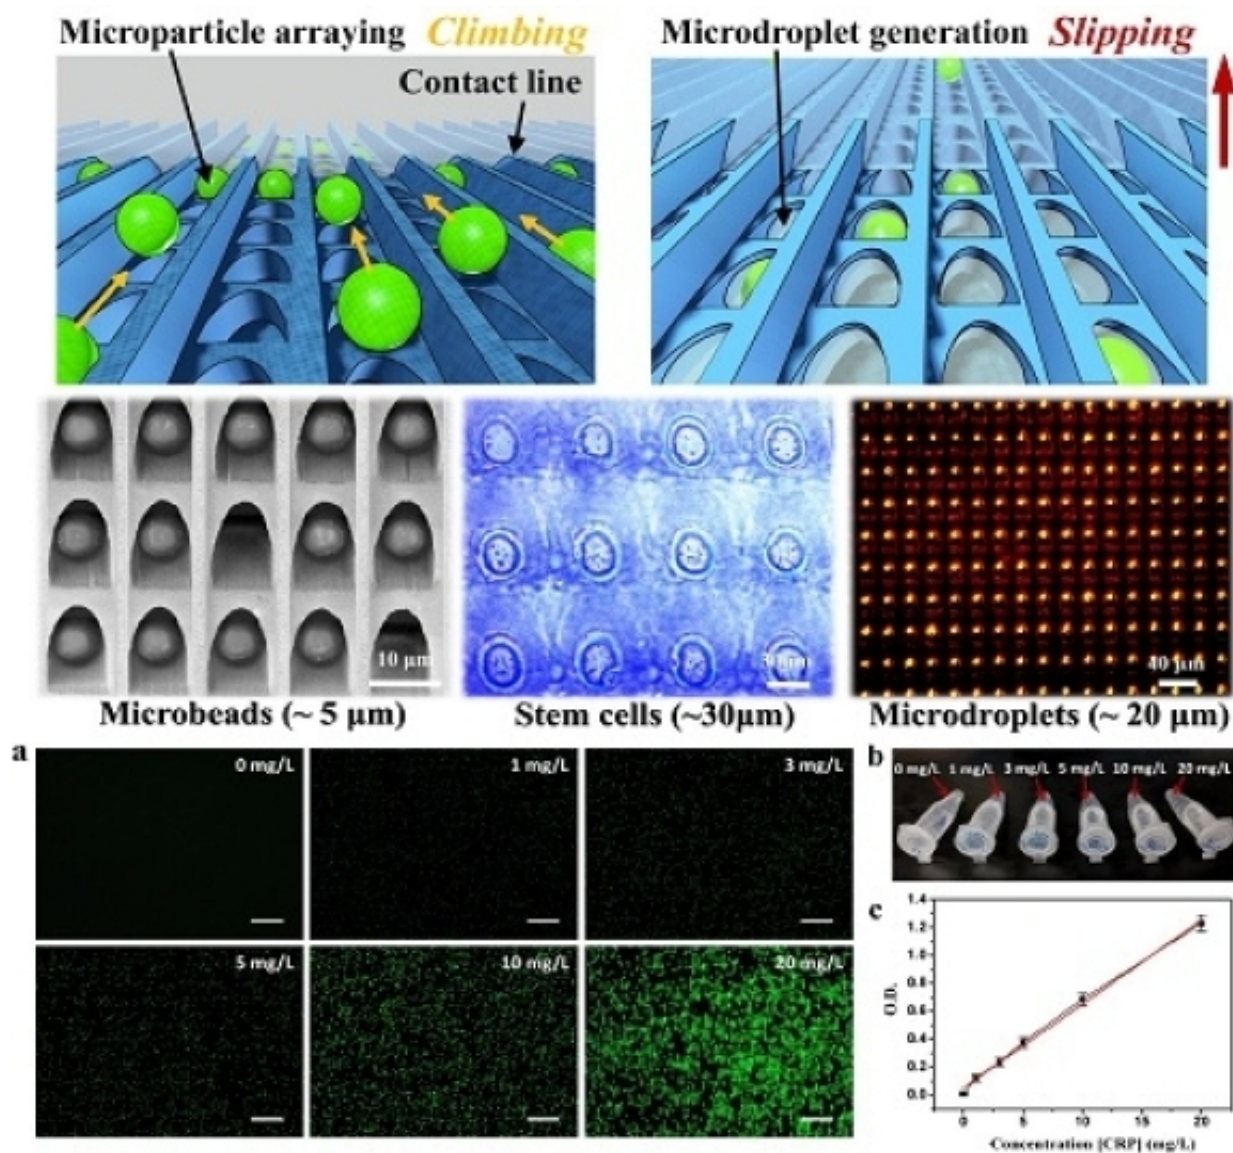 Microparticle arraying Climbing
Contact line
Microdroplet generation Slipping
10 μm
30 μm
40 μm
Microbeads (~ 5 μm)
Stem cells (~30μm)
Microdroplets (~ 20 μm)
a
0 mg/L
1 mg/L
3 mg/L
5 mg/L
10 mg/L
20 mg/L
b
0 mg/L 1 mg/L 3 mg/L 5 mg/L 10 mg/L 20 mg/L
c
1.4
1.2
1.0
0.8
0.6
0.4
0.2
0.0
O.D.
0 5 10 15 20
Concentration [CRP] (mg/L)